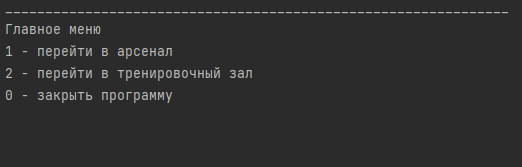 Главное меню
1 - перейти в арсенал
2 - перейти в тренировочный зал
0 - закрыть программу